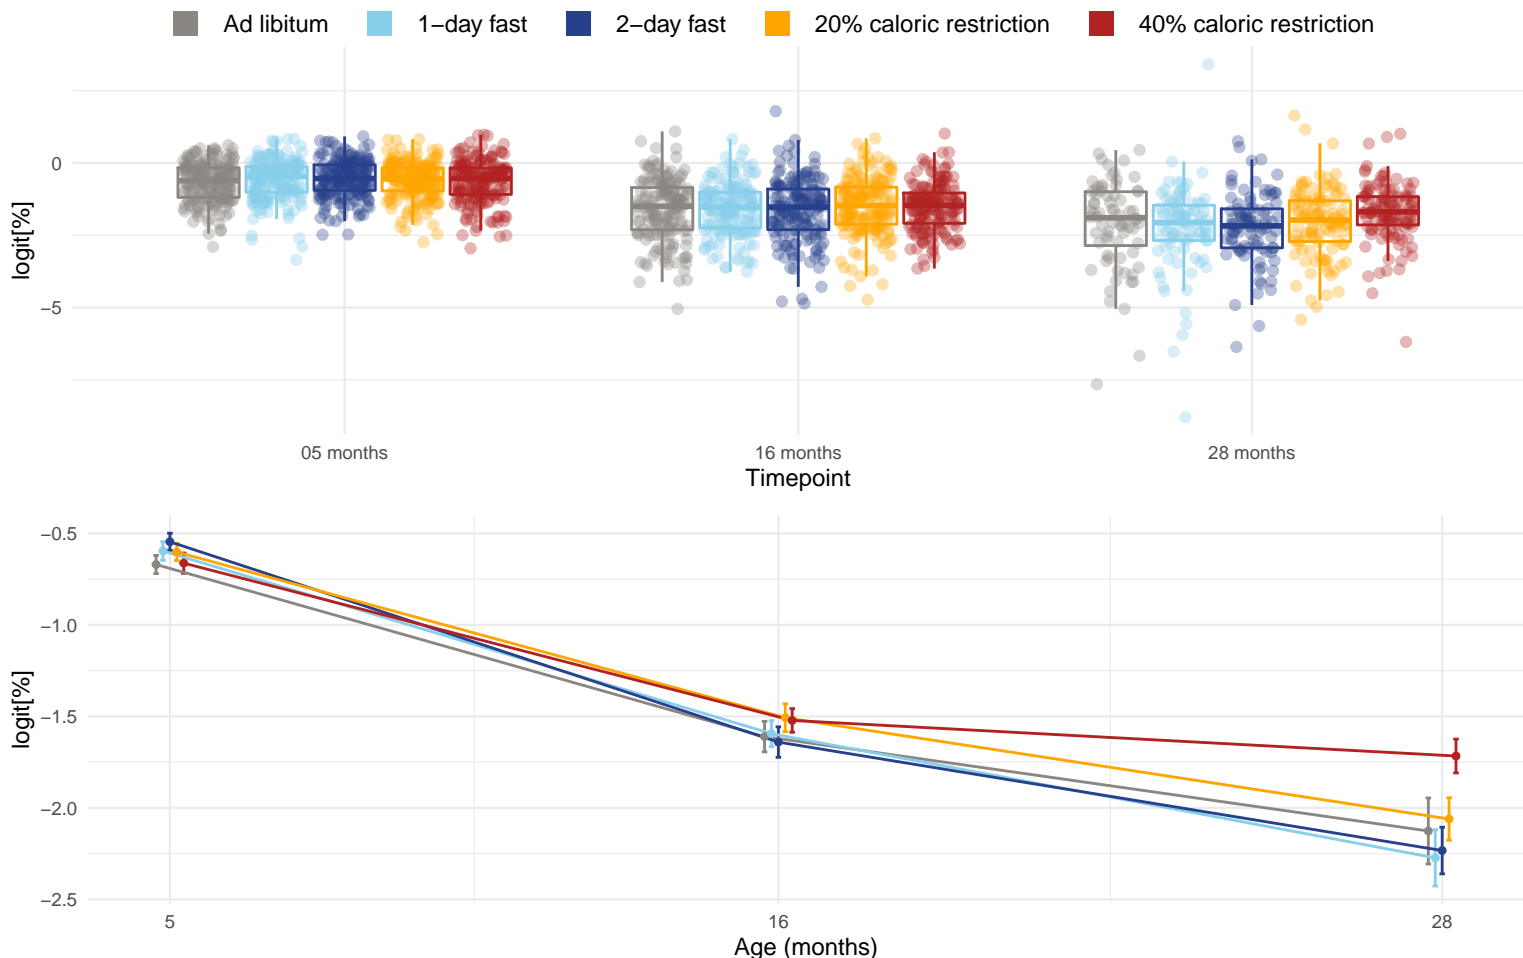 Ad libitum 1−day fast 2−day fast 20% caloric restriction 40% caloric restriction
logit[%]
0
−5
05 months 16 months 28 months
Timepoint
logit[%]
−0.5
−1.0
−1.5
−2.0
−2.5
5 16 28
Age (months)